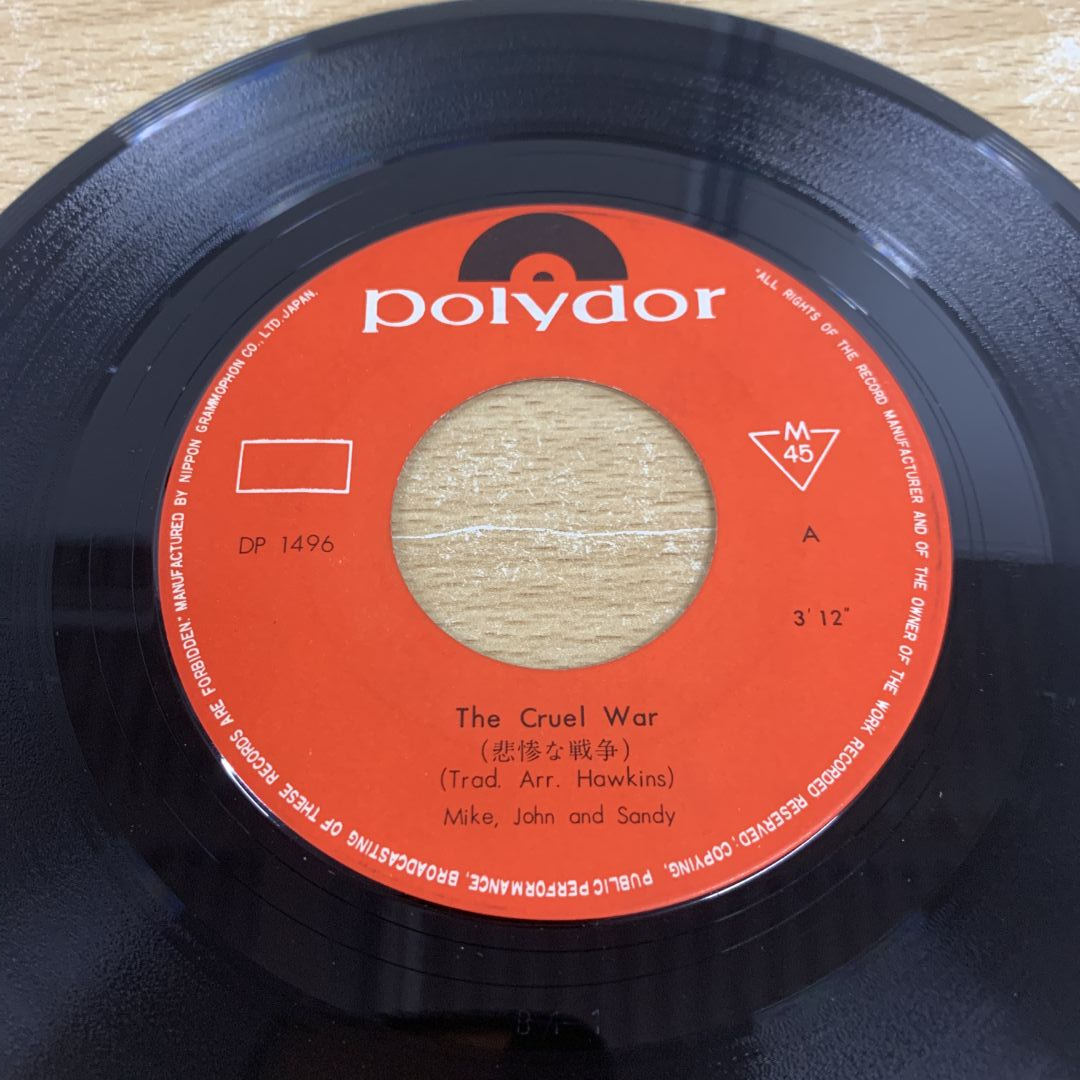 polydor
"ALL RIGHTS OF THE RECORD MANUFACTURER AND OF THE OWNER OF THE WORK RECORDED RESERVED; COPYING, PUBLIC PERFORMANCE, BROADCASTING OF THESE RECORDS ARE FORBIDDEN." MANUFACTURED BY NIPPON GRAMMOPHON CO., LTD. JAPAN.
M
45
DP 1496
A
3' 12"
The Cruel War
(悲惨な戦争)
(Trad. Arr. Hawkins)
Mike, John and Sandy